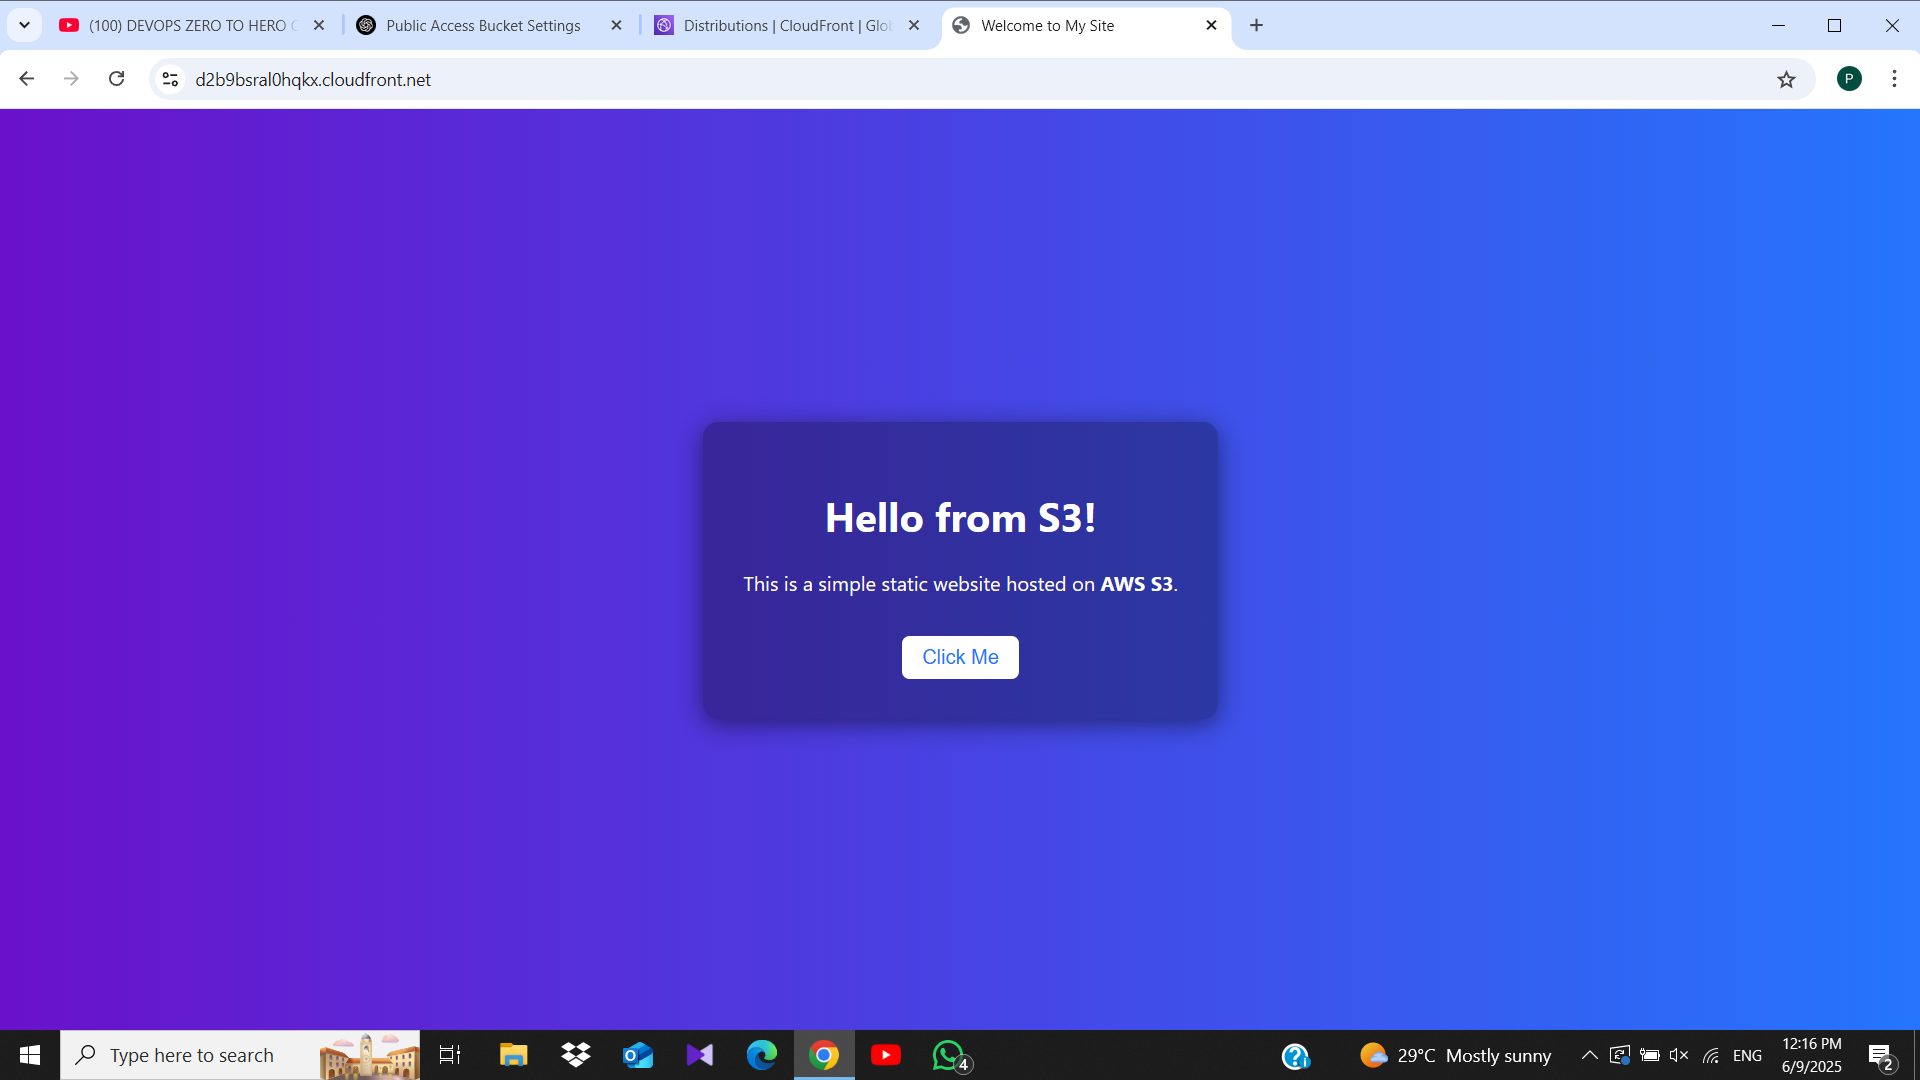 (100) DEVOPS ZERO TO HERO
Public Access Bucket Settings
Distributions | CloudFront | Glob
Welcome to My Site
d2b9bsral0hqkx.cloudfront.net
P
Hello from S3!
This is a simple static website hosted on AWS S3.
Click Me
Type here to search
4
29°C Mostly sunny
ENG
12:16 PM
6/9/2025
2